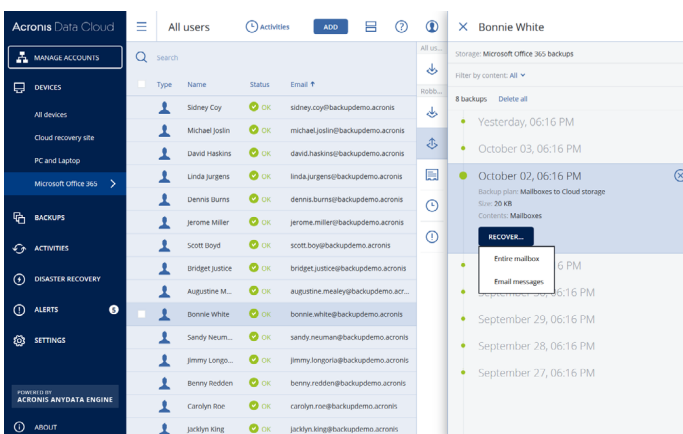 Acronis Data Cloud
MANAGE ACCOUNTS
DEVICES
All devices
Cloud recovery site
PC and Laptop
Microsoft Office 365
BACKUPS
ACTIVITIES
DISASTER RECOVERY
ALERTS
5
SETTINGS
POWERED BY
ACRONIS ANYDATA ENGINE
ABOUT
All users
Activities
ADD
Search
Type Name Status Email
Sidney Coy OK sidney.coy@backupdemo.acronis
Michael Joslin OK michael.joslin@backupdemo.acronis
David Haskins OK david.haskins@backupdemo.acronis
Linda Jurgens OK linda.jurgens@backupdemo.acronis
Dennis Burns OK dennis.burns@backupdemo.acronis
Jerome Miller OK jerome.miller@backupdemo.acronis
Scott Boyd OK scott.boy@backupdemo.acronis
Bridget Justice OK bridget.justice@backupdemo.acronis
Augustine M... OK augustine.mealey@backupdemo.acr...
Bonnie White OK bonnie.white@backupdemo.acronis
Sandy Neum... OK sandy.neuman@backupdemo.acronis
Jimmy Longo... OK jimmy.longoria@backupdemo.acronis
Benny Redden OK benny.redden@backupdemo.acronis
Carolyn Roe OK carolyn.roe@backupdemo.acronis
Jacklyn King OK jacklyn.king@backupdemo.acronis
All us...
Robb...
Bonnie White
Storage: Microsoft Office 365 backups
Filter by content: All
8 backups Delete all
Yesterday, 06:16 PM
October 03, 06:16 PM
October 02, 06:16 PM
Backup plan: Mailboxes to Cloud storage
Size: 20 KB
Contents: Mailboxes
RECOVER...
Entire mailbox
Email messages
6 PM
September 30, 06:16 PM
September 29, 06:16 PM
September 28, 06:16 PM
September 27, 06:16 PM